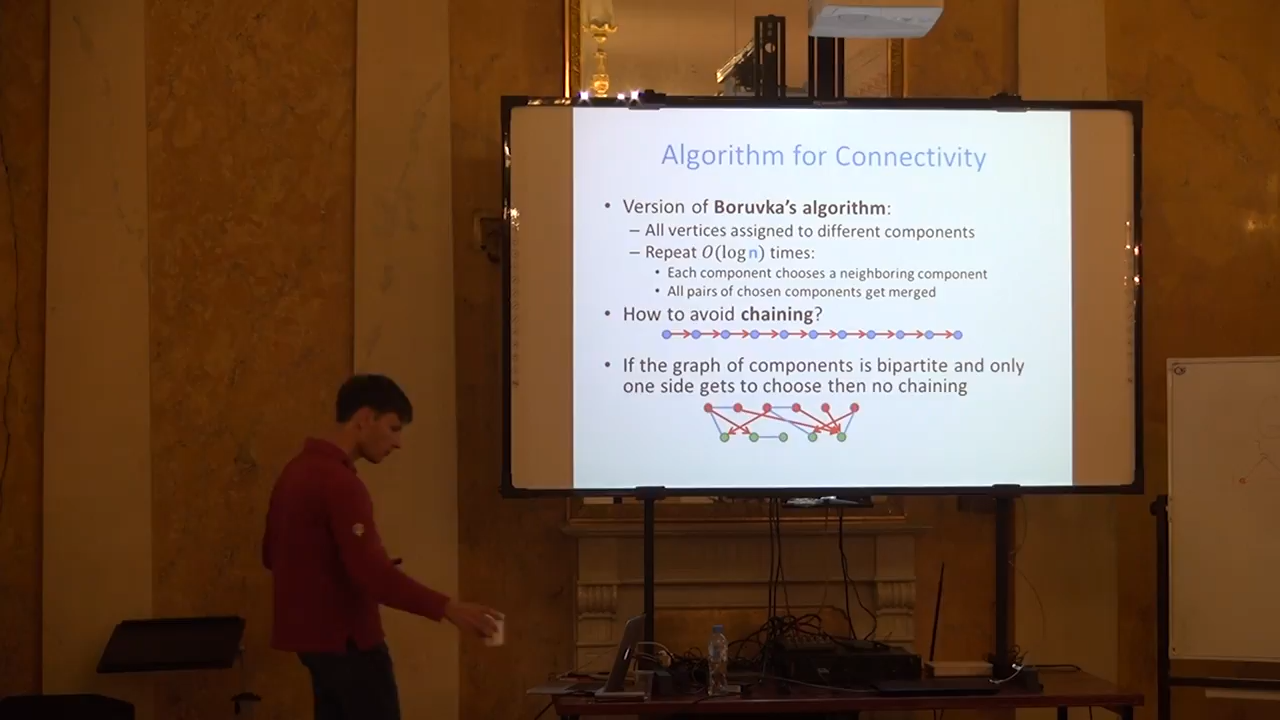 Algorithm for Connectivity
• Version of Boruvka's algorithm:
– All vertices assigned to different components
– Repeat O(log n) times:
• Each component chooses a neighboring component
• All pairs of chosen components get merged
• How to avoid chaining?
• If the graph of components is bipartite and only
one side gets to choose then no chaining